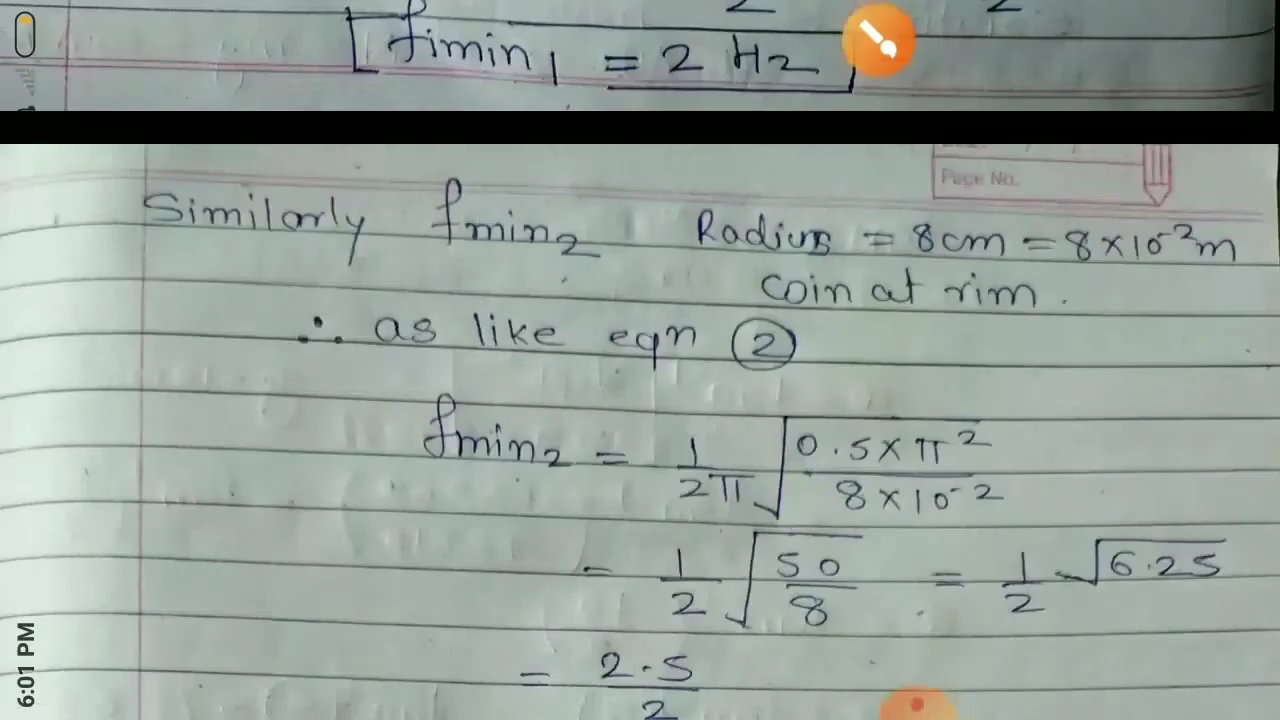 fimin₁ = 2 Hz
Page No.
Similarly fmin₂ Radius = 8cm = 8×10⁻²m
coin at rim.
∴ as like eqn ②
fmin₂ = 1/2π √(0.5×π²/8×10⁻²)
= 1/2 √(50/8) = 1/2 √6.25
= 2.5/2
6:01 PM